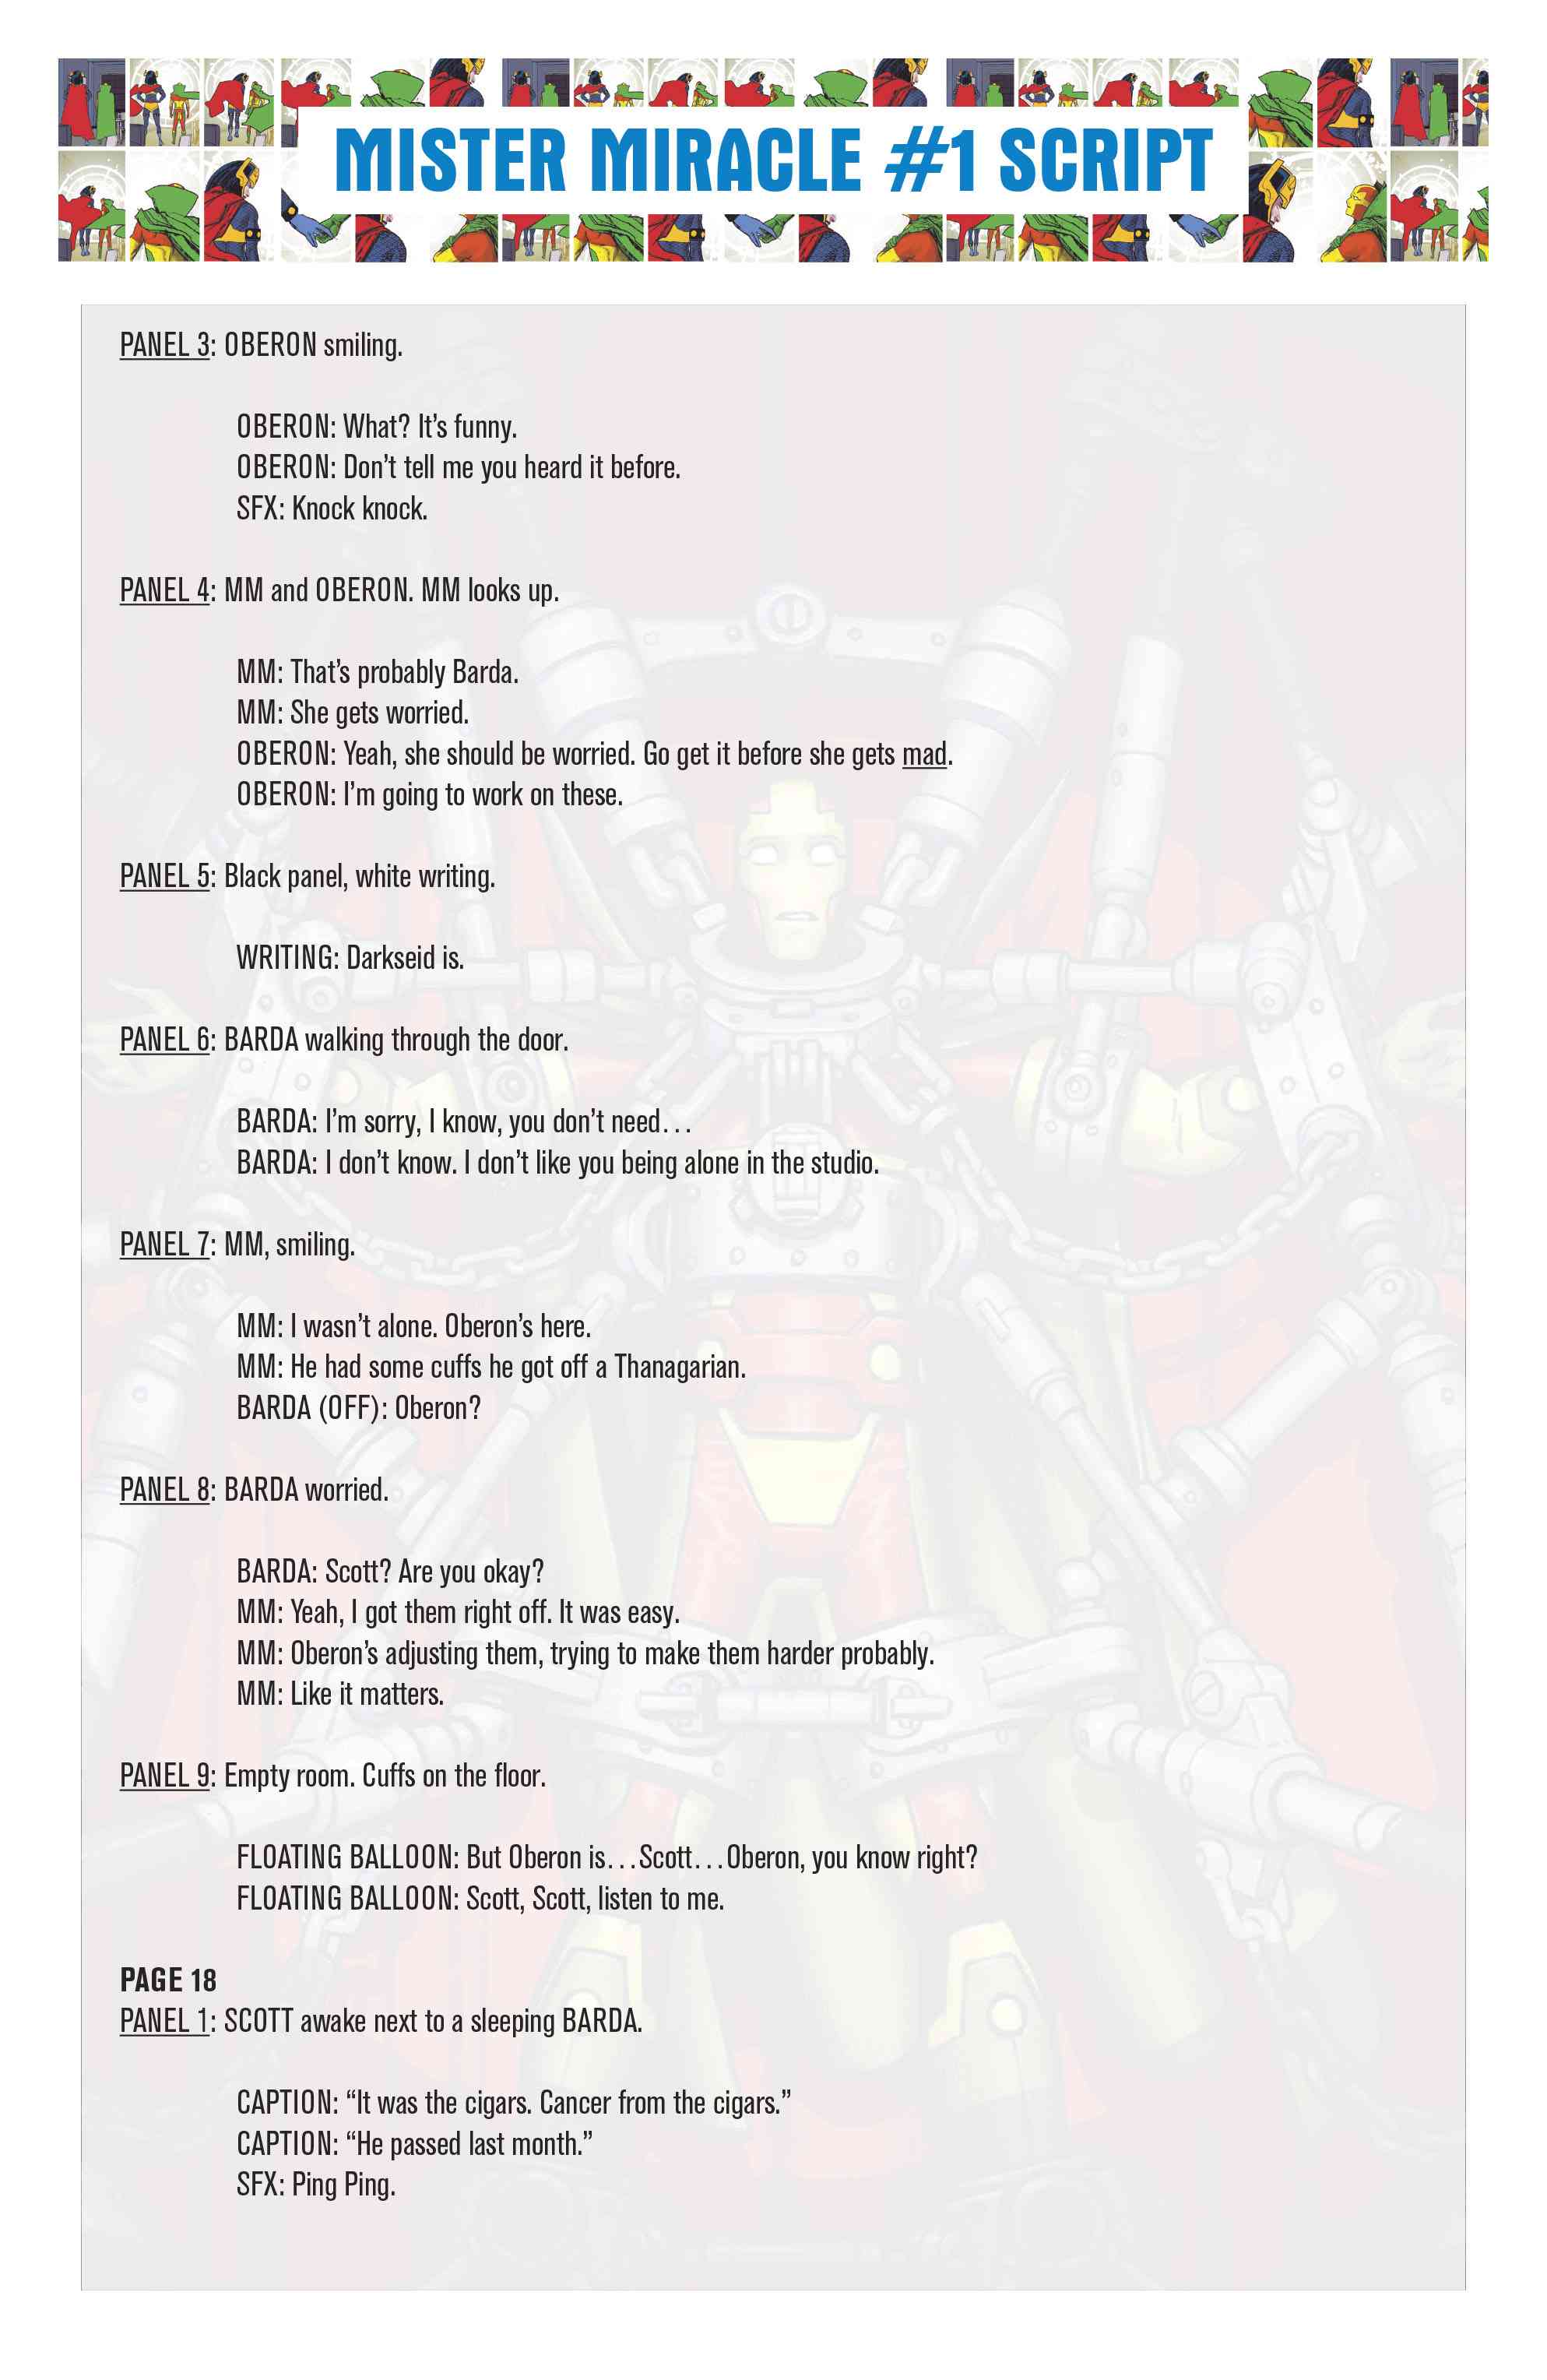 MISTER MIRACLE #1 SCRIPT
PANEL 3: OBERON smiling.
OBERON: What? It’s funny.
OBERON: Don’t tell me you heard it before.
SFX: Knock knock.
PANEL 4: MM and OBERON. MM looks up.
MM: That’s probably Barda.
MM: She gets worried.
OBERON: Yeah, she should be worried. Go get it before she gets mad.
OBERON: I’m going to work on these.
PANEL 5: Black panel, white writing.
WRITING: Darkseid is.
PANEL 6: BARDA walking through the door.
BARDA: I’m sorry, I know, you don’t need…
BARDA: I don’t know. I don’t like you being alone in the studio.
PANEL 7: MM, smiling.
MM: I wasn’t alone. Oberon’s here.
MM: He had some cuffs he got off a Thanagarian.
BARDA (OFF): Oberon?
PANEL 8: BARDA worried.
BARDA: Scott? Are you okay?
MM: Yeah, I got them right off. It was easy.
MM: Oberon’s adjusting them, trying to make them harder probably.
MM: Like it matters.
PANEL 9: Empty room. Cuffs on the floor.
FLOATING BALLOON: But Oberon is…Scott…Oberon, you know right?
FLOATING BALLOON: Scott, Scott, listen to me.
PAGE 18
PANEL 1: SCOTT awake next to a sleeping BARDA.
CAPTION: “It was the cigars. Cancer from the cigars.”
CAPTION: “He passed last month.”
SFX: Ping Ping.